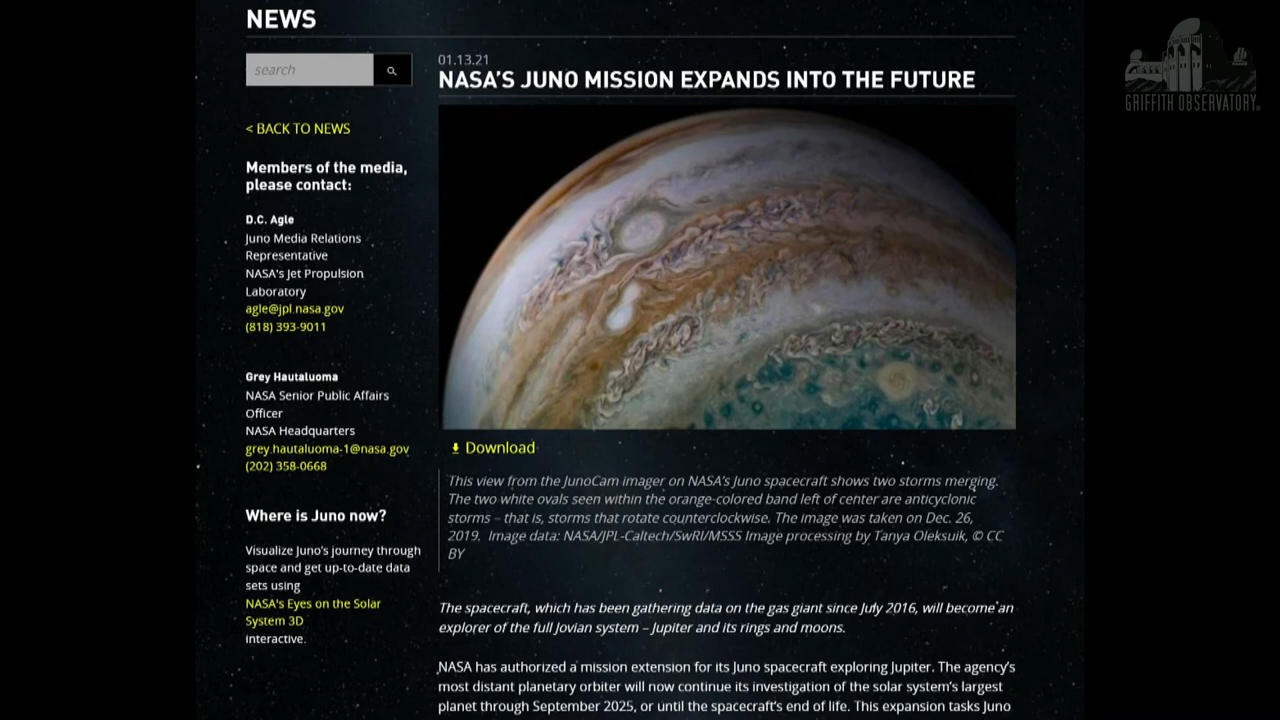 NEWS
search
< BACK TO NEWS
Members of the media,
please contact:
D.C. Agle
Juno Media Relations
Representative
NASA's Jet Propulsion
Laboratory
agle@jpl.nasa.gov
(818) 393-9011
Grey Hautaluoma
NASA Senior Public Affairs
Officer
NASA Headquarters
grey.hautaluoma-1@nasa.gov
(202) 358-0668
Where is Juno now?
Visualize Juno's journey through
space and get up-to-date data
sets using
NASA's Eyes on the Solar
System 3D
interactive.
01.13.21
NASA'S JUNO MISSION EXPANDS INTO THE FUTURE
Download
This view from the JunoCam imager on NASA's Juno spacecraft shows two storms merging.
The two white ovals seen within the orange-colored band left of center are anticyclonic
storms – that is, storms that rotate counterclockwise. The image was taken on Dec. 26,
2019. Image data: NASA/JPL-Caltech/SwRI/MSSS Image processing by Tanya Oleksuik, © CC
BY
The spacecraft, which has been gathering data on the gas giant since July 2016, will become an
explorer of the full Jovian system – Jupiter and its rings and moons.
NASA has authorized a mission extension for its Juno spacecraft exploring Jupiter. The agency's
most distant planetary orbiter will now continue its investigation of the solar system's largest
planet through September 2025, or until the spacecraft's end of life. This expansion tasks Juno
GRIFFITH OBSERVATORY